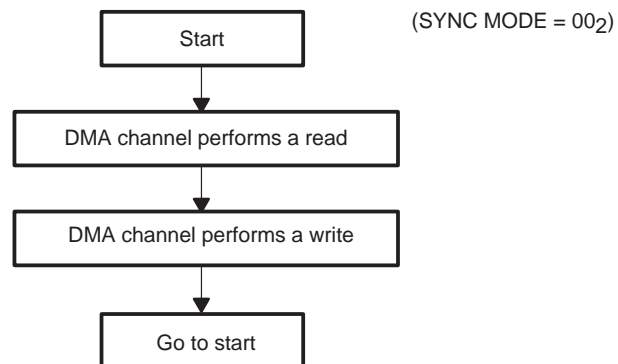 Start
(SYNC MODE = 00₂)
DMA channel performs a read
DMA channel performs a write
Go to start